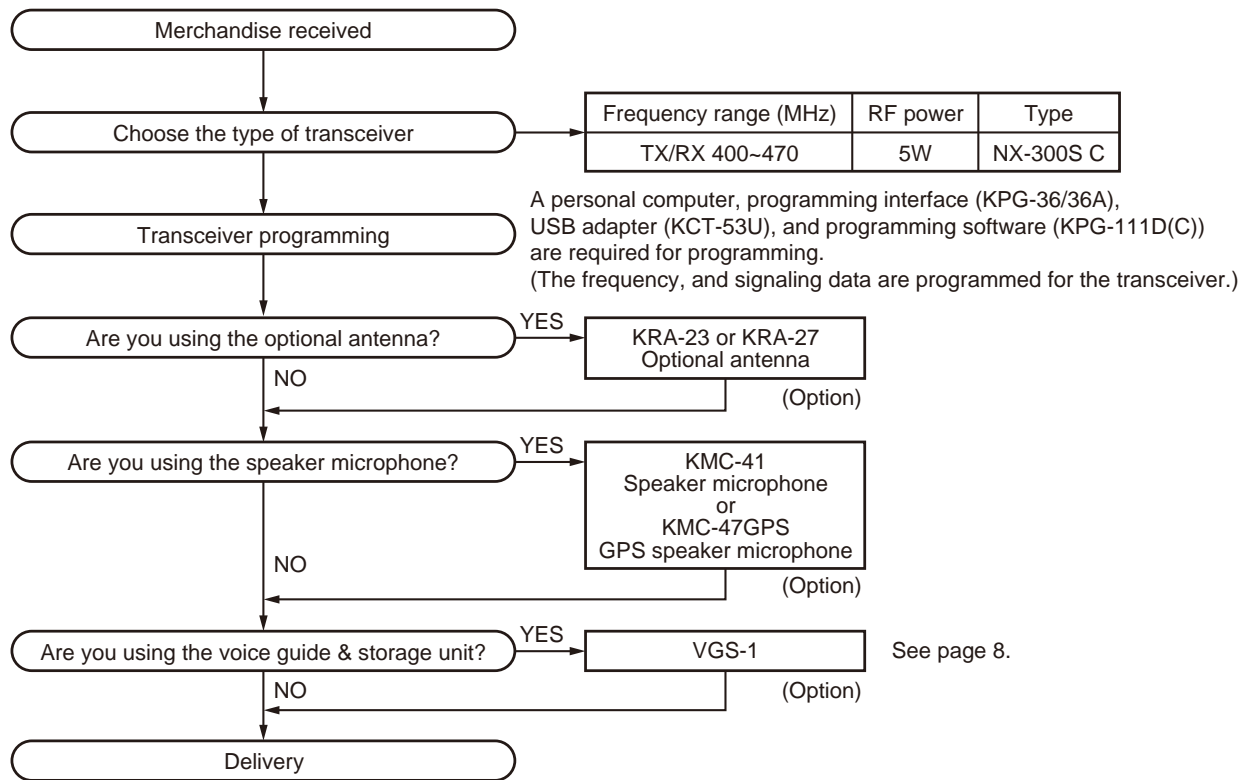 Merchandise received
Choose the type of transceiver
Frequency range (MHz) RF power Type
TX/RX 400~470 5W NX-300S C
Transceiver programming
A personal computer, programming interface (KPG-36/36A),
USB adapter (KCT-53U), and programming software (KPG-111D(C))
are required for programming.
(The frequency, and signaling data are programmed for the transceiver.)
Are you using the optional antenna?
YES
KRA-23 or KRA-27
Optional antenna
NO
(Option)
Are you using the speaker microphone?
YES
KMC-41
Speaker microphone
or
KMC-47GPS
GPS speaker microphone
NO
(Option)
Are you using the voice guide & storage unit?
YES
VGS-1
See page 8.
NO
(Option)
Delivery